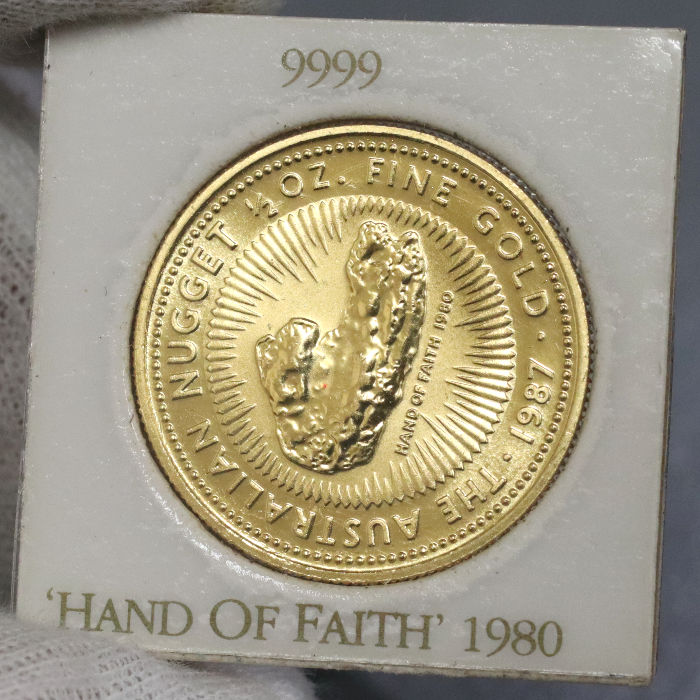 9999
THE AUSTRALIAN NUGGET ½ OZ. FINE GOLD · 1987 ·
HAND OF FAITH 1980
‘HAND OF FAITH’ 1980